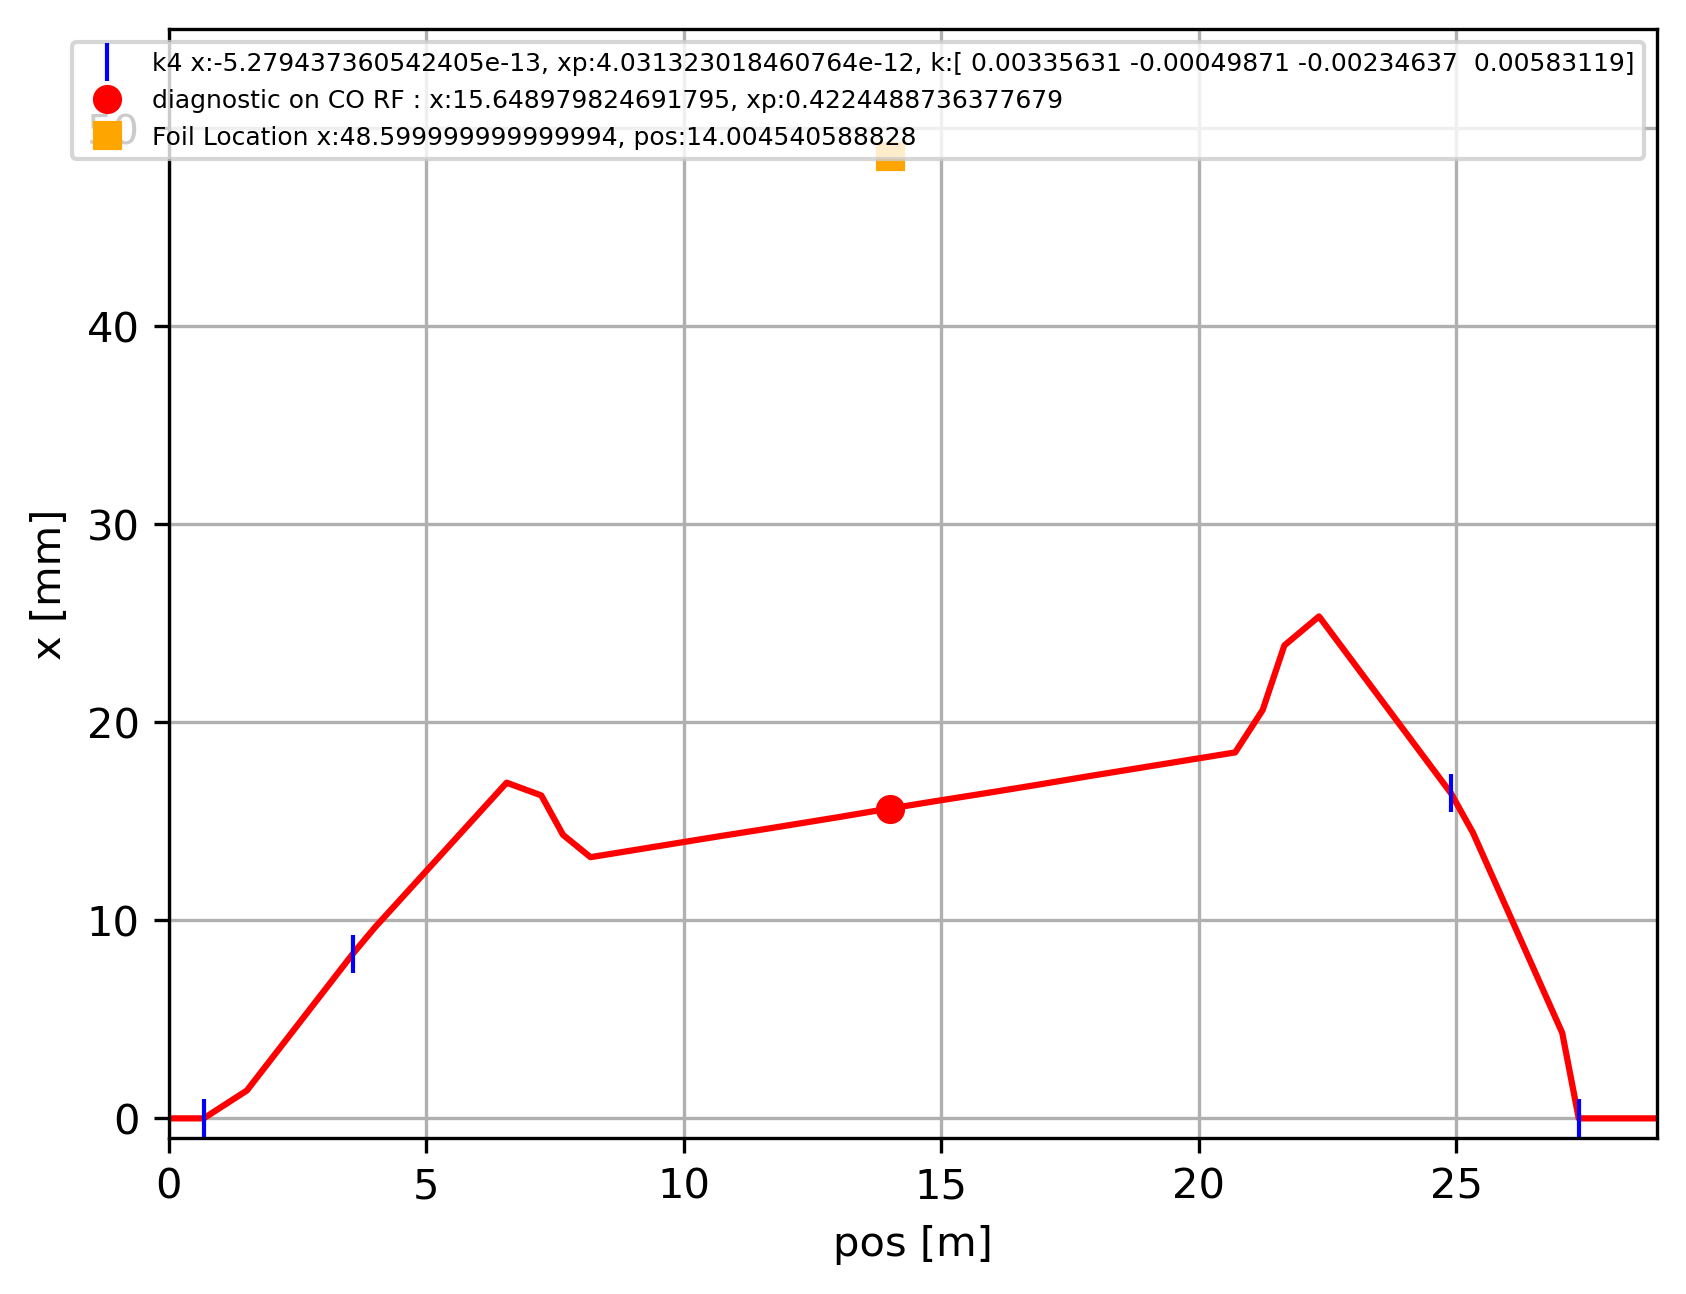 k4 x:-5.279437360542405e-13, xp:4.031323018460764e-12, k:[ 0.00335631 -0.00049871 -0.00234637  0.00583119]
diagnostic on CO RF : x:15.648979824691795, xp:0.4224488736377679
Foil Location x:48.599999999999994, pos:14.004540588828
50
40
30
20
10
0
x [mm]
0 5 10 15 20 25
pos [m]